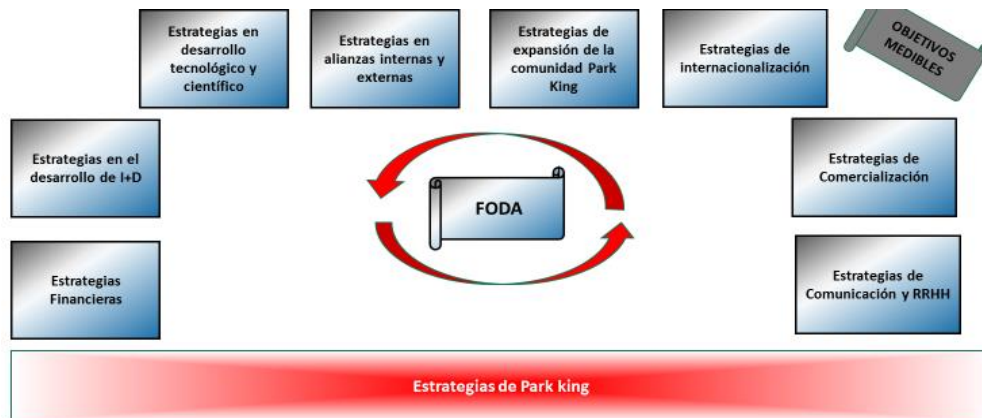 Estrategias en
desarrollo
tecnológico y
científico
Estrategias en
alianzas internas y
externas
Estrategias de
expansión de la
comunidad Park
King
Estrategias de
internacionalización
OBJETIVOS
MEDIBLES
Estrategias en el
desarrollo de I+D
FODA
Estrategias de
Comercialización
Estrategias
Financieras
Estrategias de
Comunicación y RRHH
Estrategias de Park king